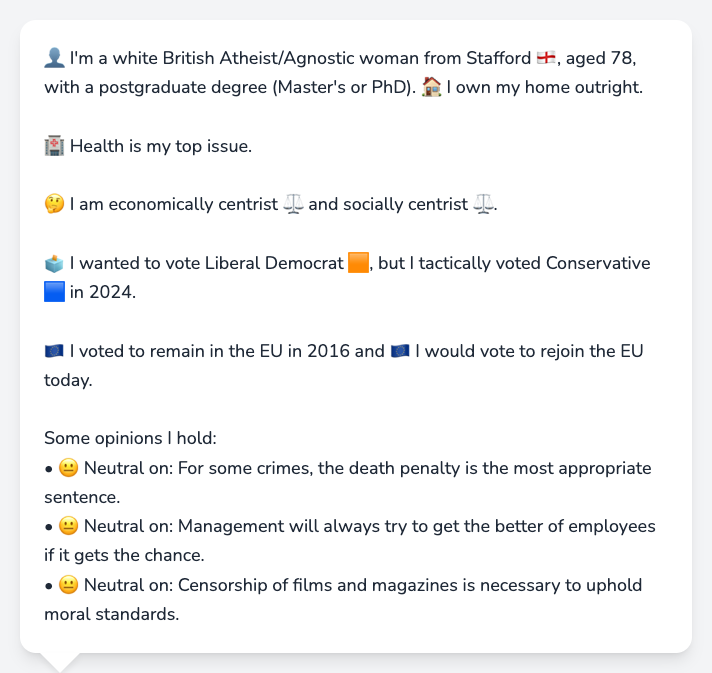 👤 I'm a white British Atheist/Agnostic woman from Stafford 🏴󠁧󠁢󠁥󠁮󠁧󠁿, aged 78,
with a postgraduate degree (Master's or PhD). 🏠 I own my home outright.
🏥 Health is my top issue.
🤔 I am economically centrist ⚖️ and socially centrist ⚖️.
🗳️ I wanted to vote Liberal Democrat 🟧, but I tactically voted Conservative
🟦 in 2024.
🇪🇺 I voted to remain in the EU in 2016 and 🇪🇺 I would vote to rejoin the EU
today.
Some opinions I hold:
• 😐 Neutral on: For some crimes, the death penalty is the most appropriate
sentence.
• 😐 Neutral on: Management will always try to get the better of employees
if it gets the chance.
• 😐 Neutral on: Censorship of films and magazines is necessary to uphold
moral standards.